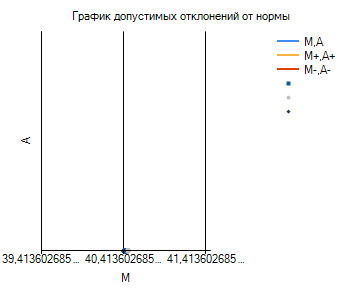 График допустимых отклонений от нормы
М,А
М+,А+
М-,А-
А
39,413602685... 40,413602685... 41,413602685...
М